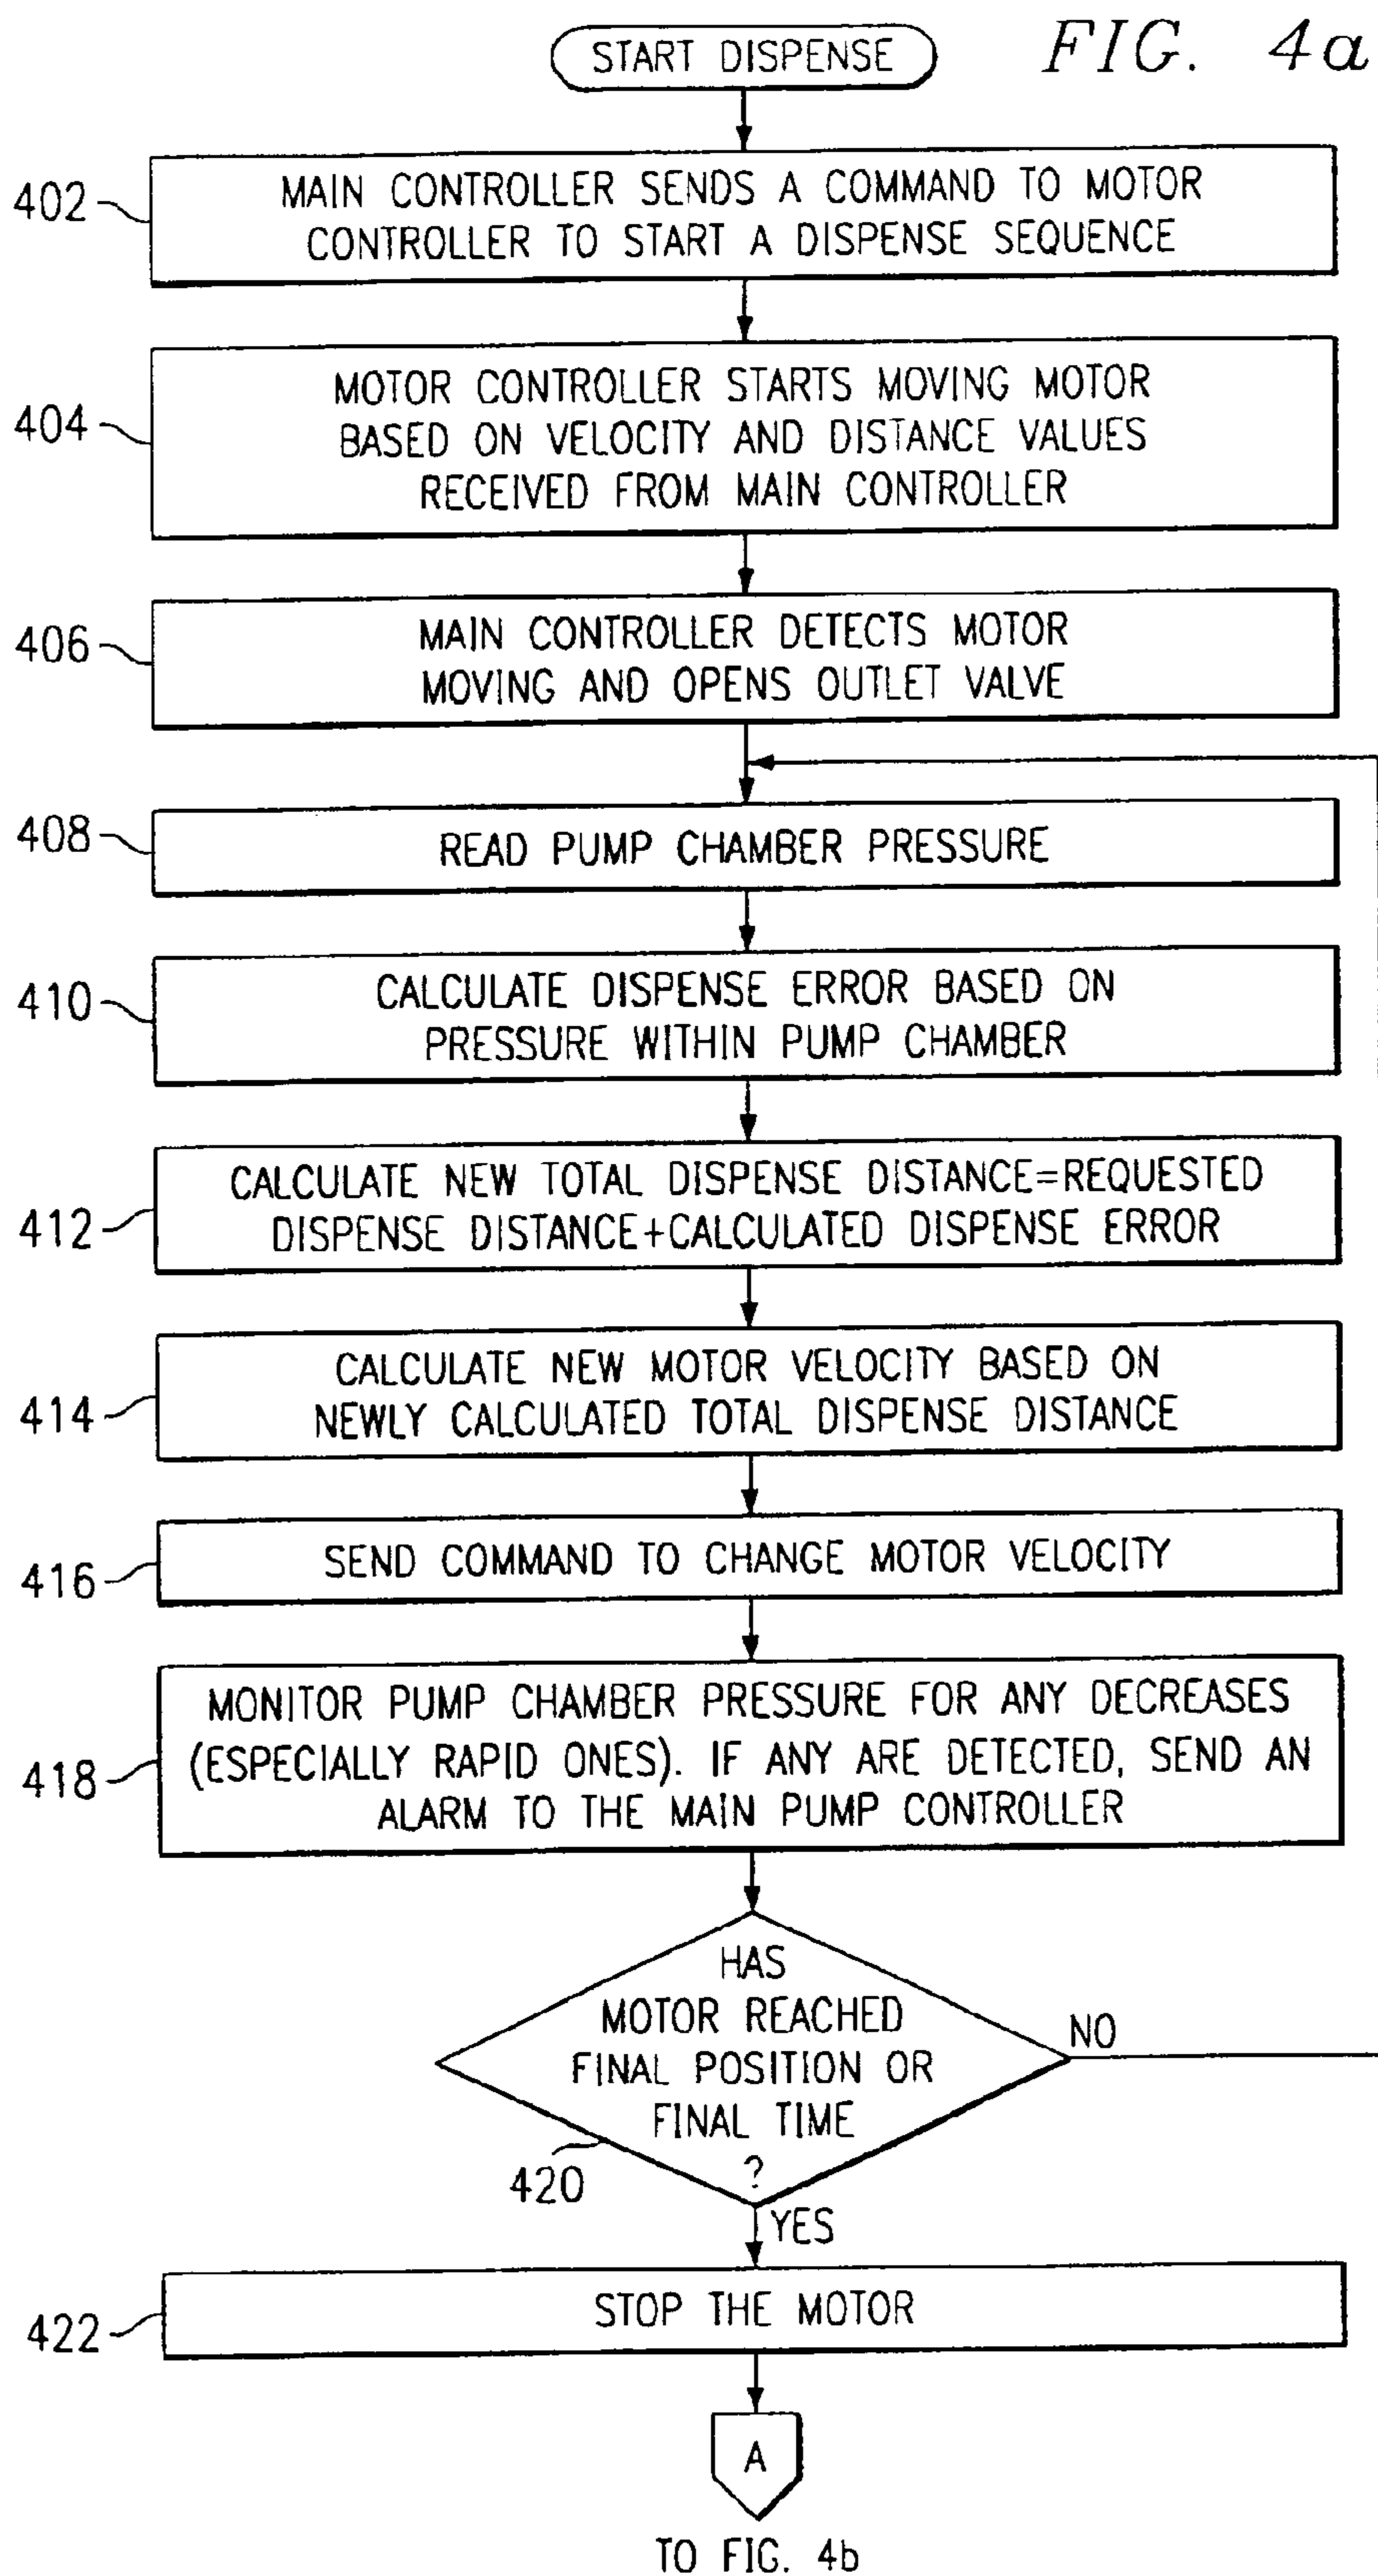 START DISPENSE
FIG. 4a
402
MAIN CONTROLLER SENDS A COMMAND TO MOTOR
CONTROLLER TO START A DISPENSE SEQUENCE
404
MOTOR CONTROLLER STARTS MOVING MOTOR
BASED ON VELOCITY AND DISTANCE VALUES
RECEIVED FROM MAIN CONTROLLER
406
MAIN CONTROLLER DETECTS MOTOR
MOVING AND OPENS OUTLET VALVE
408
READ PUMP CHAMBER PRESSURE
410
CALCULATE DISPENSE ERROR BASED ON
PRESSURE WITHIN PUMP CHAMBER
412
CALCULATE NEW TOTAL DISPENSE DISTANCE=REQUESTED
DISPENSE DISTANCE+CALCULATED DISPENSE ERROR
414
CALCULATE NEW MOTOR VELOCITY BASED ON
NEWLY CALCULATED TOTAL DISPENSE DISTANCE
416
SEND COMMAND TO CHANGE MOTOR VELOCITY
418
MONITOR PUMP CHAMBER PRESSURE FOR ANY DECREASES
(ESPECIALLY RAPID ONES). IF ANY ARE DETECTED, SEND AN
ALARM TO THE MAIN PUMP CONTROLLER
HAS
MOTOR REACHED
FINAL POSITION OR
FINAL TIME
?
NO
420
YES
422
STOP THE MOTOR
A
TO FIG. 4b